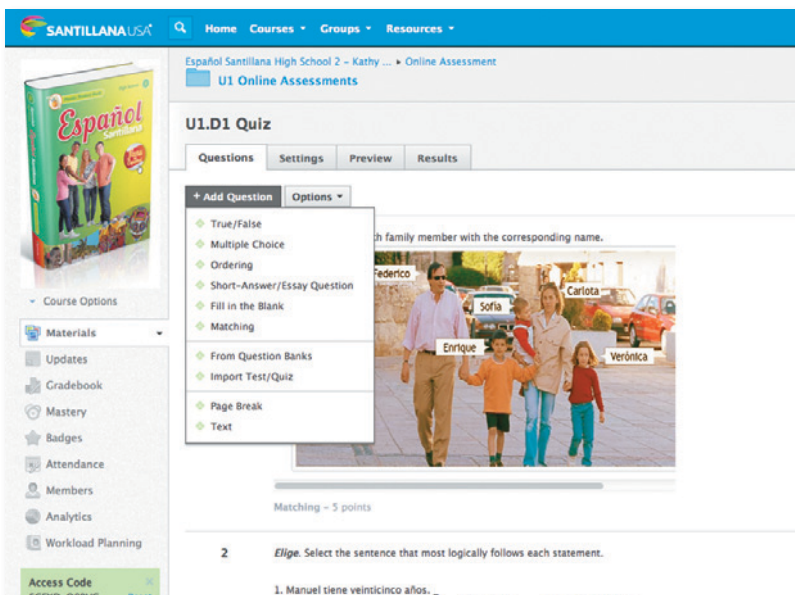 SANTILLANA USA
Home Courses Groups Resources
Español Santillana High School 2 – Kathy ... ▸ Online Assessment
U1 Online Assessments
U1.D1 Quiz
Questions Settings Preview Results
+ Add Question Options
True/False
Multiple Choice
Ordering
Short-Answer/Essay Question
Fill in the Blank
Matching
From Question Banks
Import Test/Quiz
Page Break
Text
family member with the corresponding name.
Federico
Sofía
Carlota
Enrique
Verónica
Matching – 5 points
2 Elige. Select the sentence that most logically follows each statement.
1. Manuel tiene veinticinco años.
Español
Santillana
Course Options
Materials
Updates
Gradebook
Mastery
Badges
Attendance
Members
Analytics
Workload Planning
Access Code